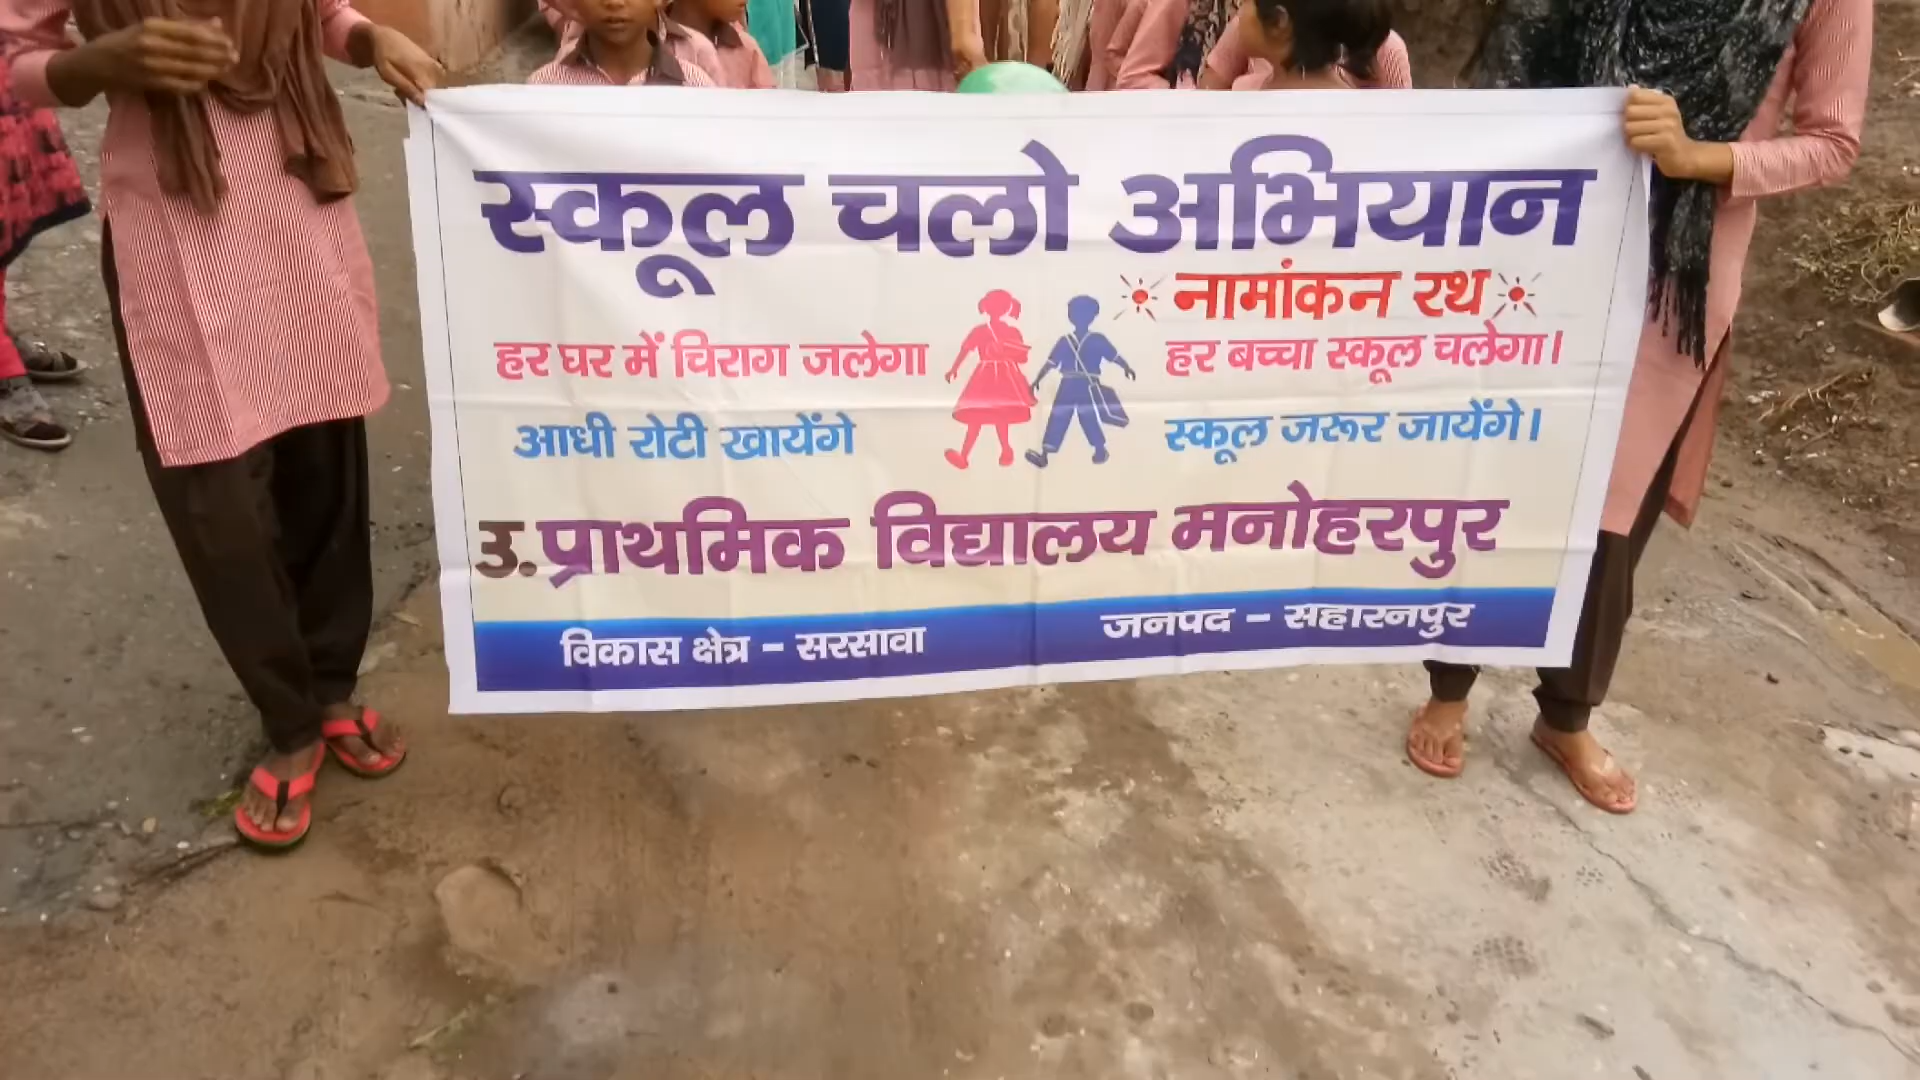 स्कूल चलो अभियान
नामांकन रथ
हर घर में चिराग जलेगा हर बच्चा स्कूल चलेगा।
आधी रोटी खायेंगे स्कूल जरूर जायेंगे।
उ.प्राथमिक विद्यालय मनोहरपुर
विकास क्षेत्र - सरसावा जनपद - सहारनपुर